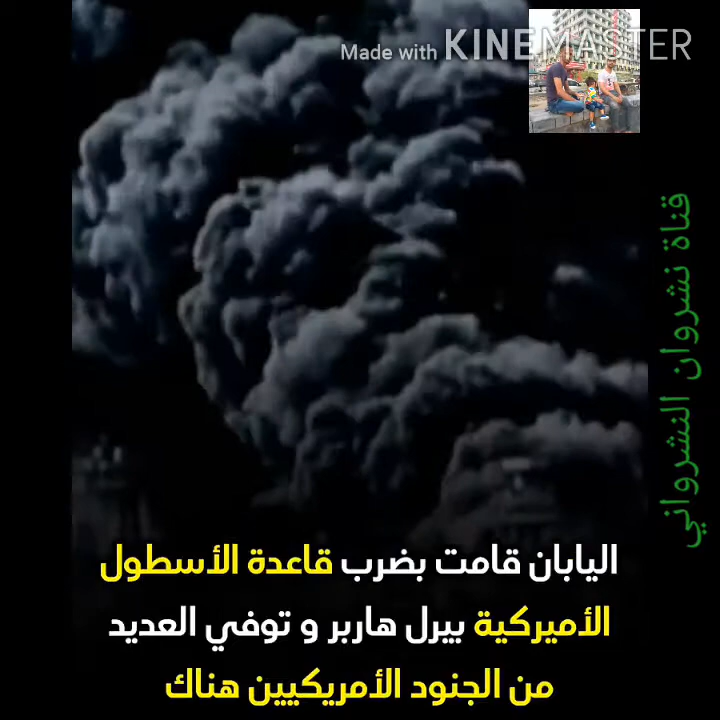 Made with KINEMASTER
قناة نشروان النشرواني
اليابان قامت بضرب قاعدة الأسطول
الأميركية بيرل هاربر و توفي العديد
من الجنود الأمريكيين هناك